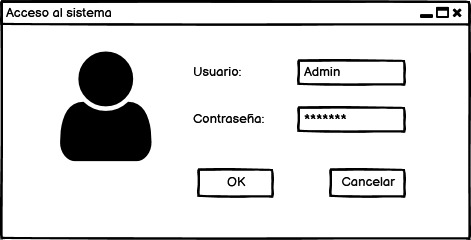 Acceso al sistema
Usuario: Admin
Contraseña: *******
OK Cancelar